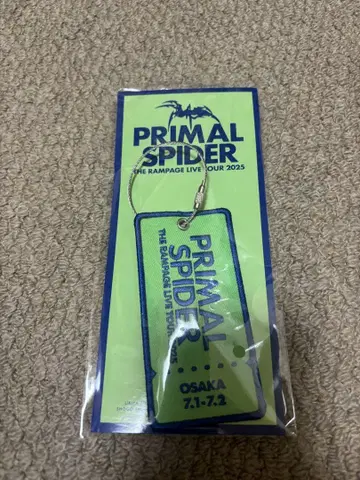 PRIMAL
SPIDER
THE RAMPAGE LIVE TOUR 2025
PRIMAL
SPIDER
THE RAMPAGE LIVE TOUR 2025
OSAKA
7.1-7.2